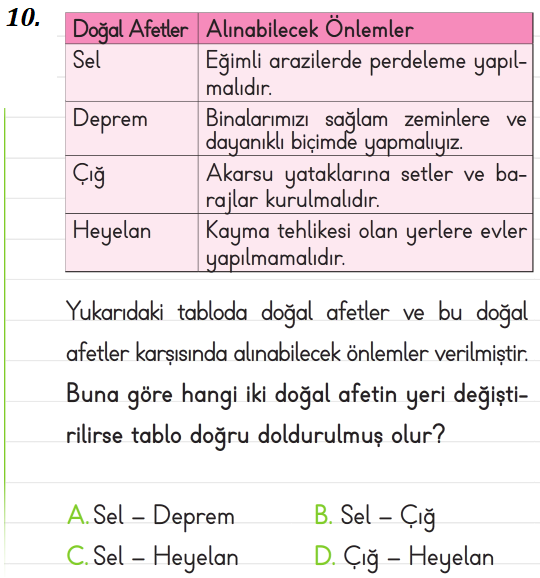 10.
Doğal Afetler Alınabilecek Önlemler
Sel Eğimli arazilerde perdeleme yapıl-
malıdır.
Deprem Binalarımızı sağlam zeminlere ve
dayanıklı biçimde yapmalıyız.
Çığ Akarsu yataklarına setler ve ba-
rajlar kurulmalıdır.
Heyelan Kayma tehlikesi olan yerlere evler
yapılmamalıdır.
Yukarıdaki tabloda doğal afetler ve bu doğal
afetler karşısında alınabilecek önlemler verilmiştir.
Buna göre hangi iki doğal afetin yeri değişti-
rilirse tablo doğru doldurulmuş olur?
A. Sel – Deprem B. Sel – Çığ
C. Sel – Heyelan D. Çığ – Heyelan